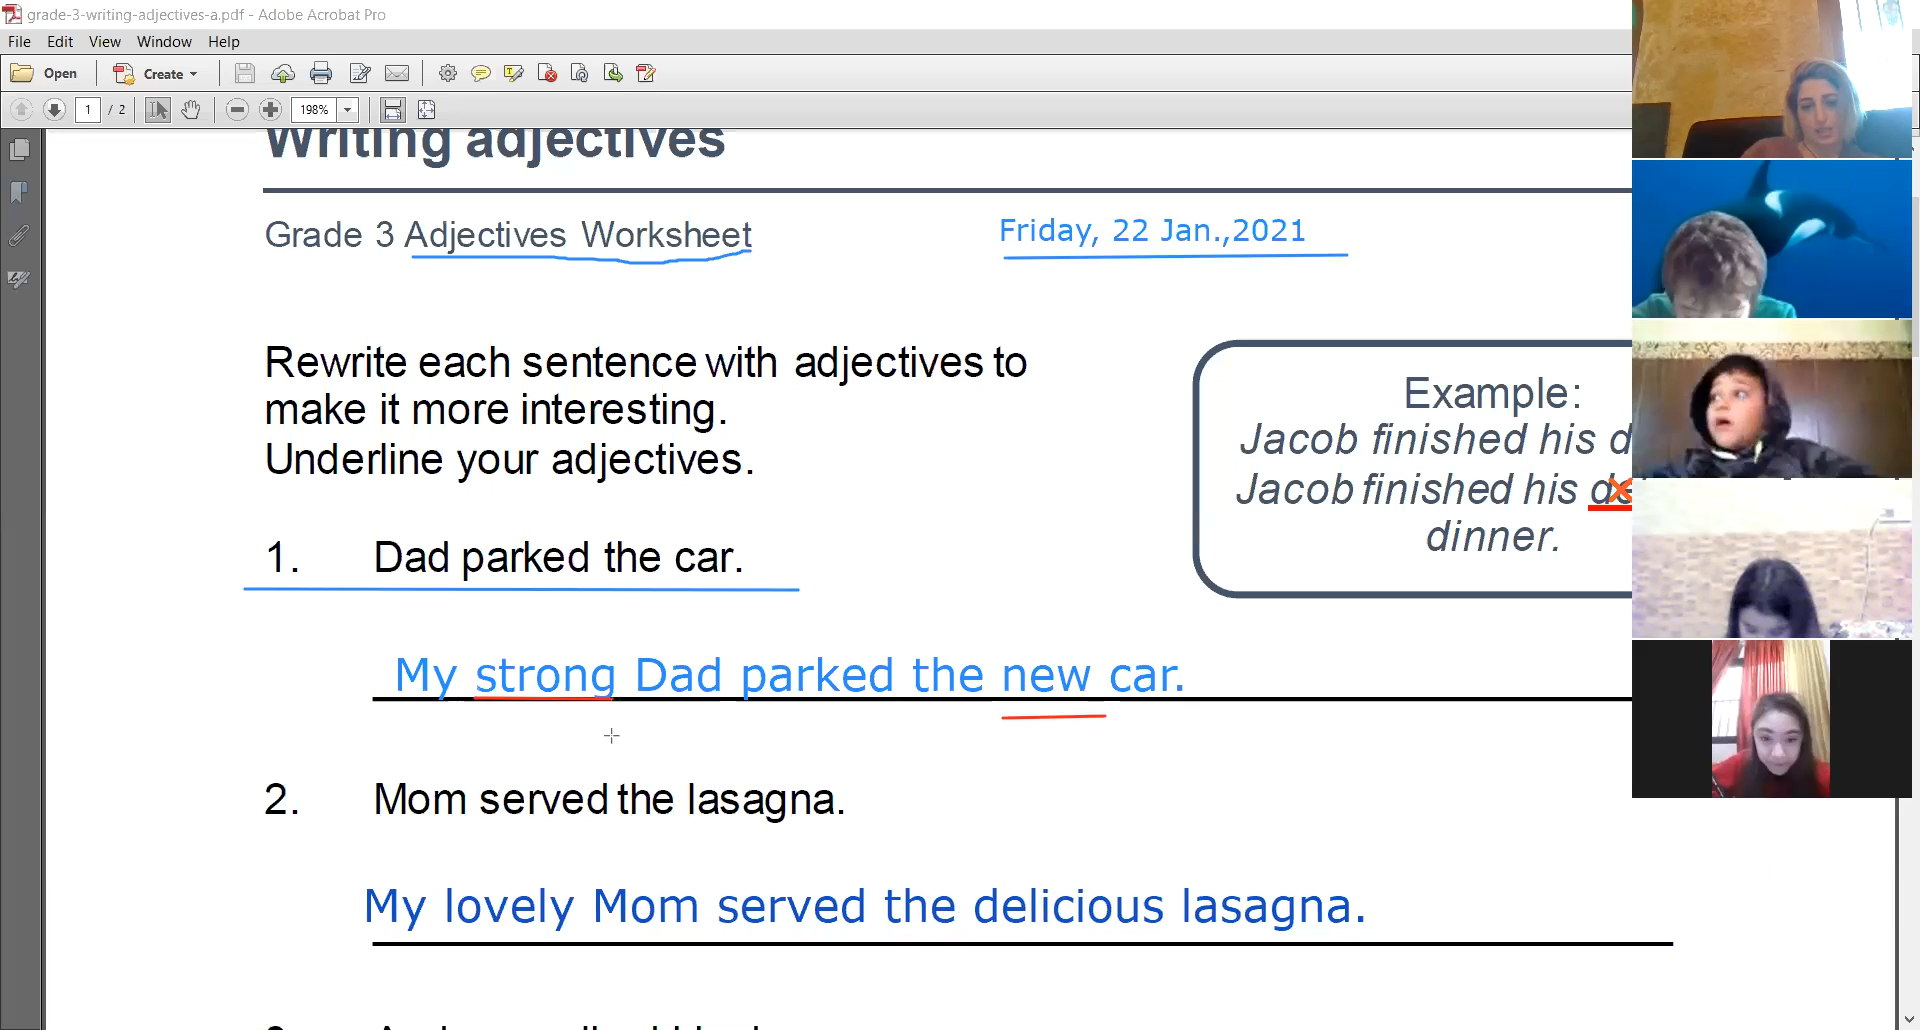 grade-3-writing-adjectives-a.pdf - Adobe Acrobat Pro
File Edit View Window Help
Open Create
1 / 2 198%
Writing adjectives
Grade 3 Adjectives Worksheet
Friday, 22 Jan.,2021
Rewrite each sentence with adjectives to
make it more interesting.
Underline your adjectives.
Example:
Jacob finished his
Jacob finished his
dinner.
1. Dad parked the car.
My strong Dad parked the new car.
2. Mom served the lasagna.
My lovely Mom served the delicious lasagna.